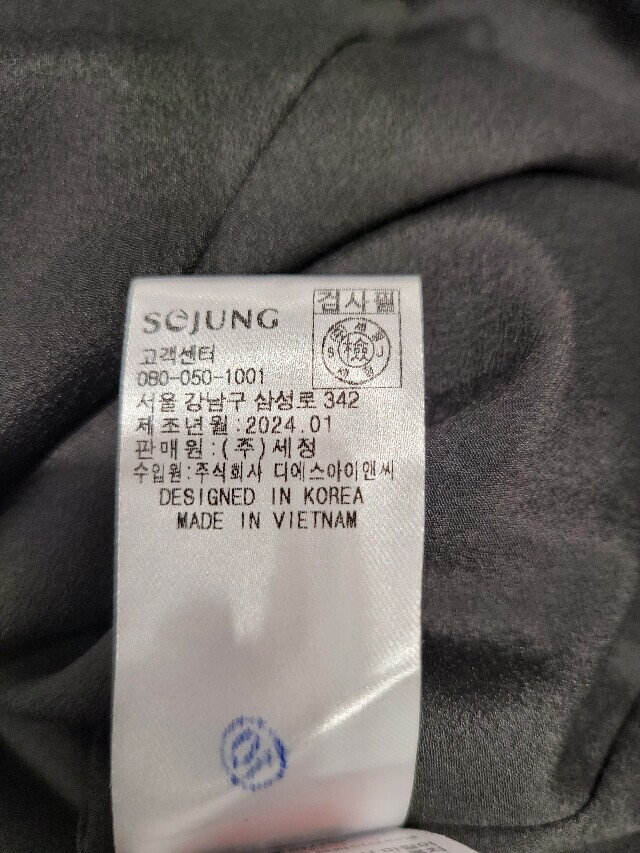 SEJUNG
검사필
檢
S J
고객센터
080-050-1001
서울 강남구 삼성로 342
제조년월:2024.01
판매원:(주)세정
수입원:주식회사 디에스아이앤씨
DESIGNED IN KOREA
MADE IN VIETNAM